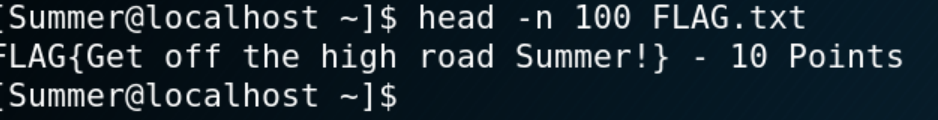 [Summer@localhost ~]$ head -n 100 FLAG.txt
FLAG{Get off the high road Summer!} - 10 Points
[Summer@localhost ~]$